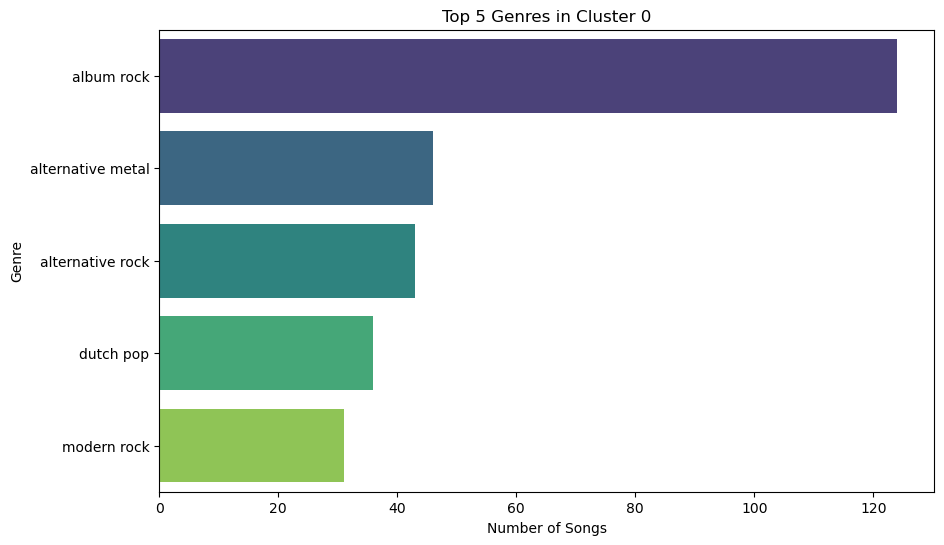 Top 5 Genres in Cluster 0
Genre
album rock
alternative metal
alternative rock
dutch pop
modern rock
0 20 40 60 80 100 120
Number of Songs